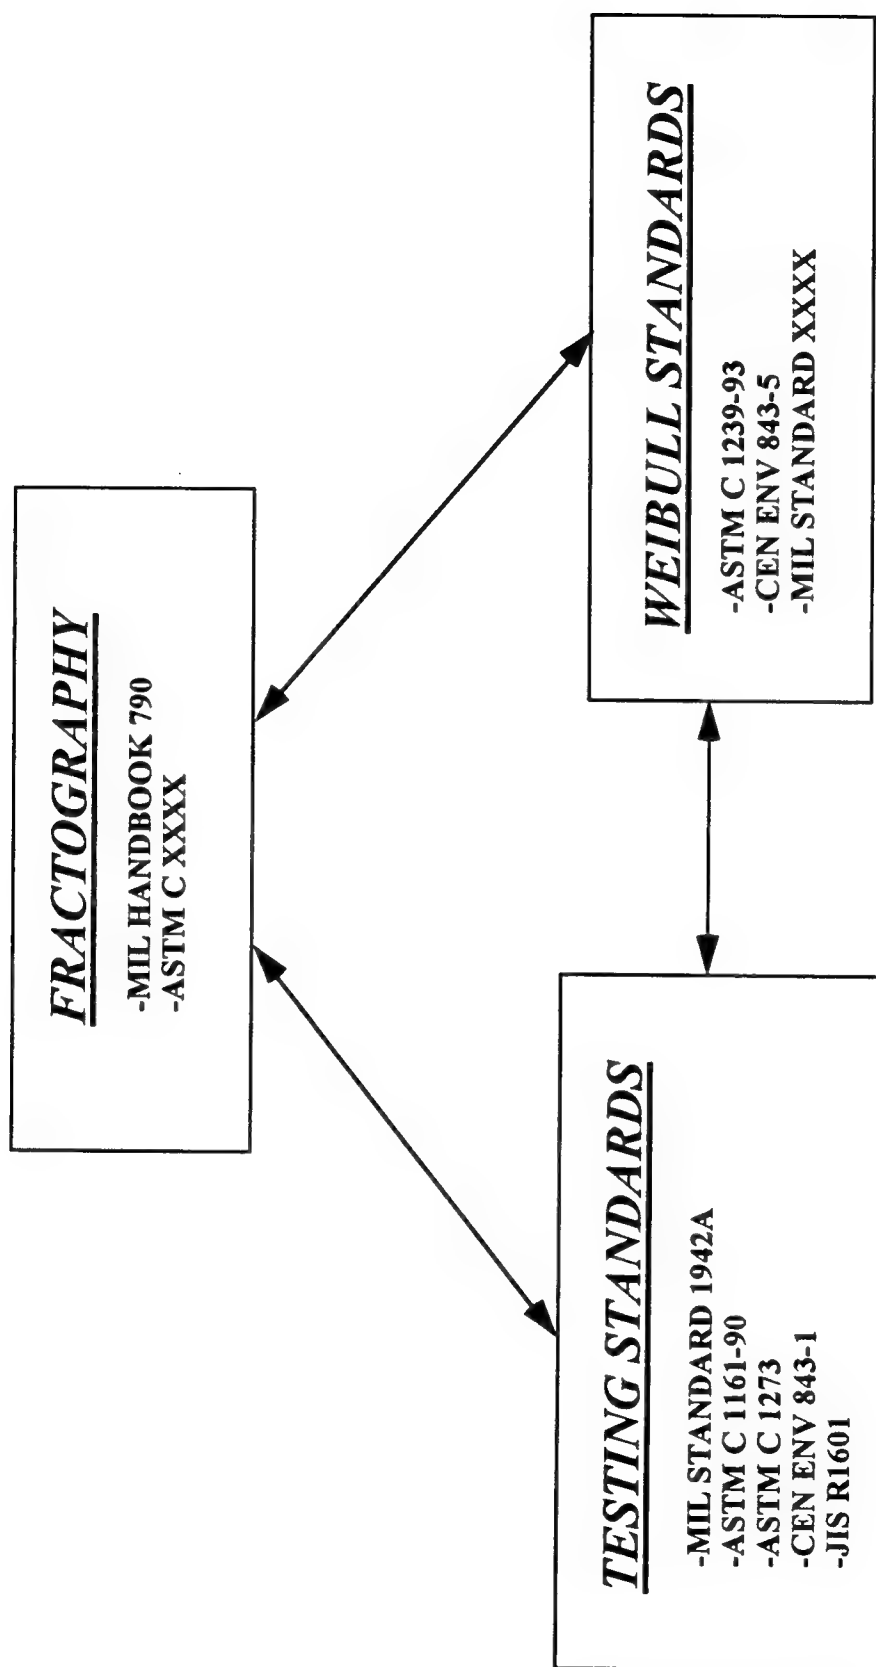 FRACTOGRAPHY
-MIL HANDBOOK 790
-ASTM C XXXX
TESTING STANDARDS
-MIL STANDARD 1942A
-ASTM C 1161-90
-ASTM C 1273
-CEN ENV 843-1
-JIS R1601
WEIBULL STANDARDS
-ASTM C 1239-93
-CEN ENV 843-5
-MIL STANDARD XXXX